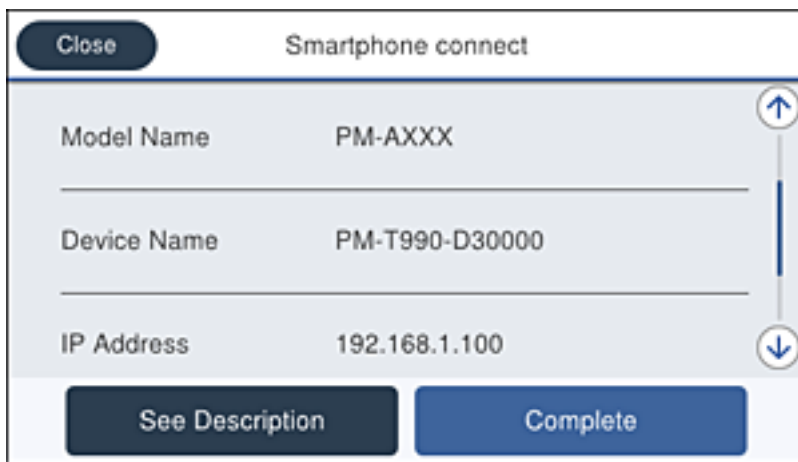 Close Smartphone connect
Model Name PM-AXXX
Device Name PM-T990-D30000
IP Address 192.168.1.100
See Description Complete